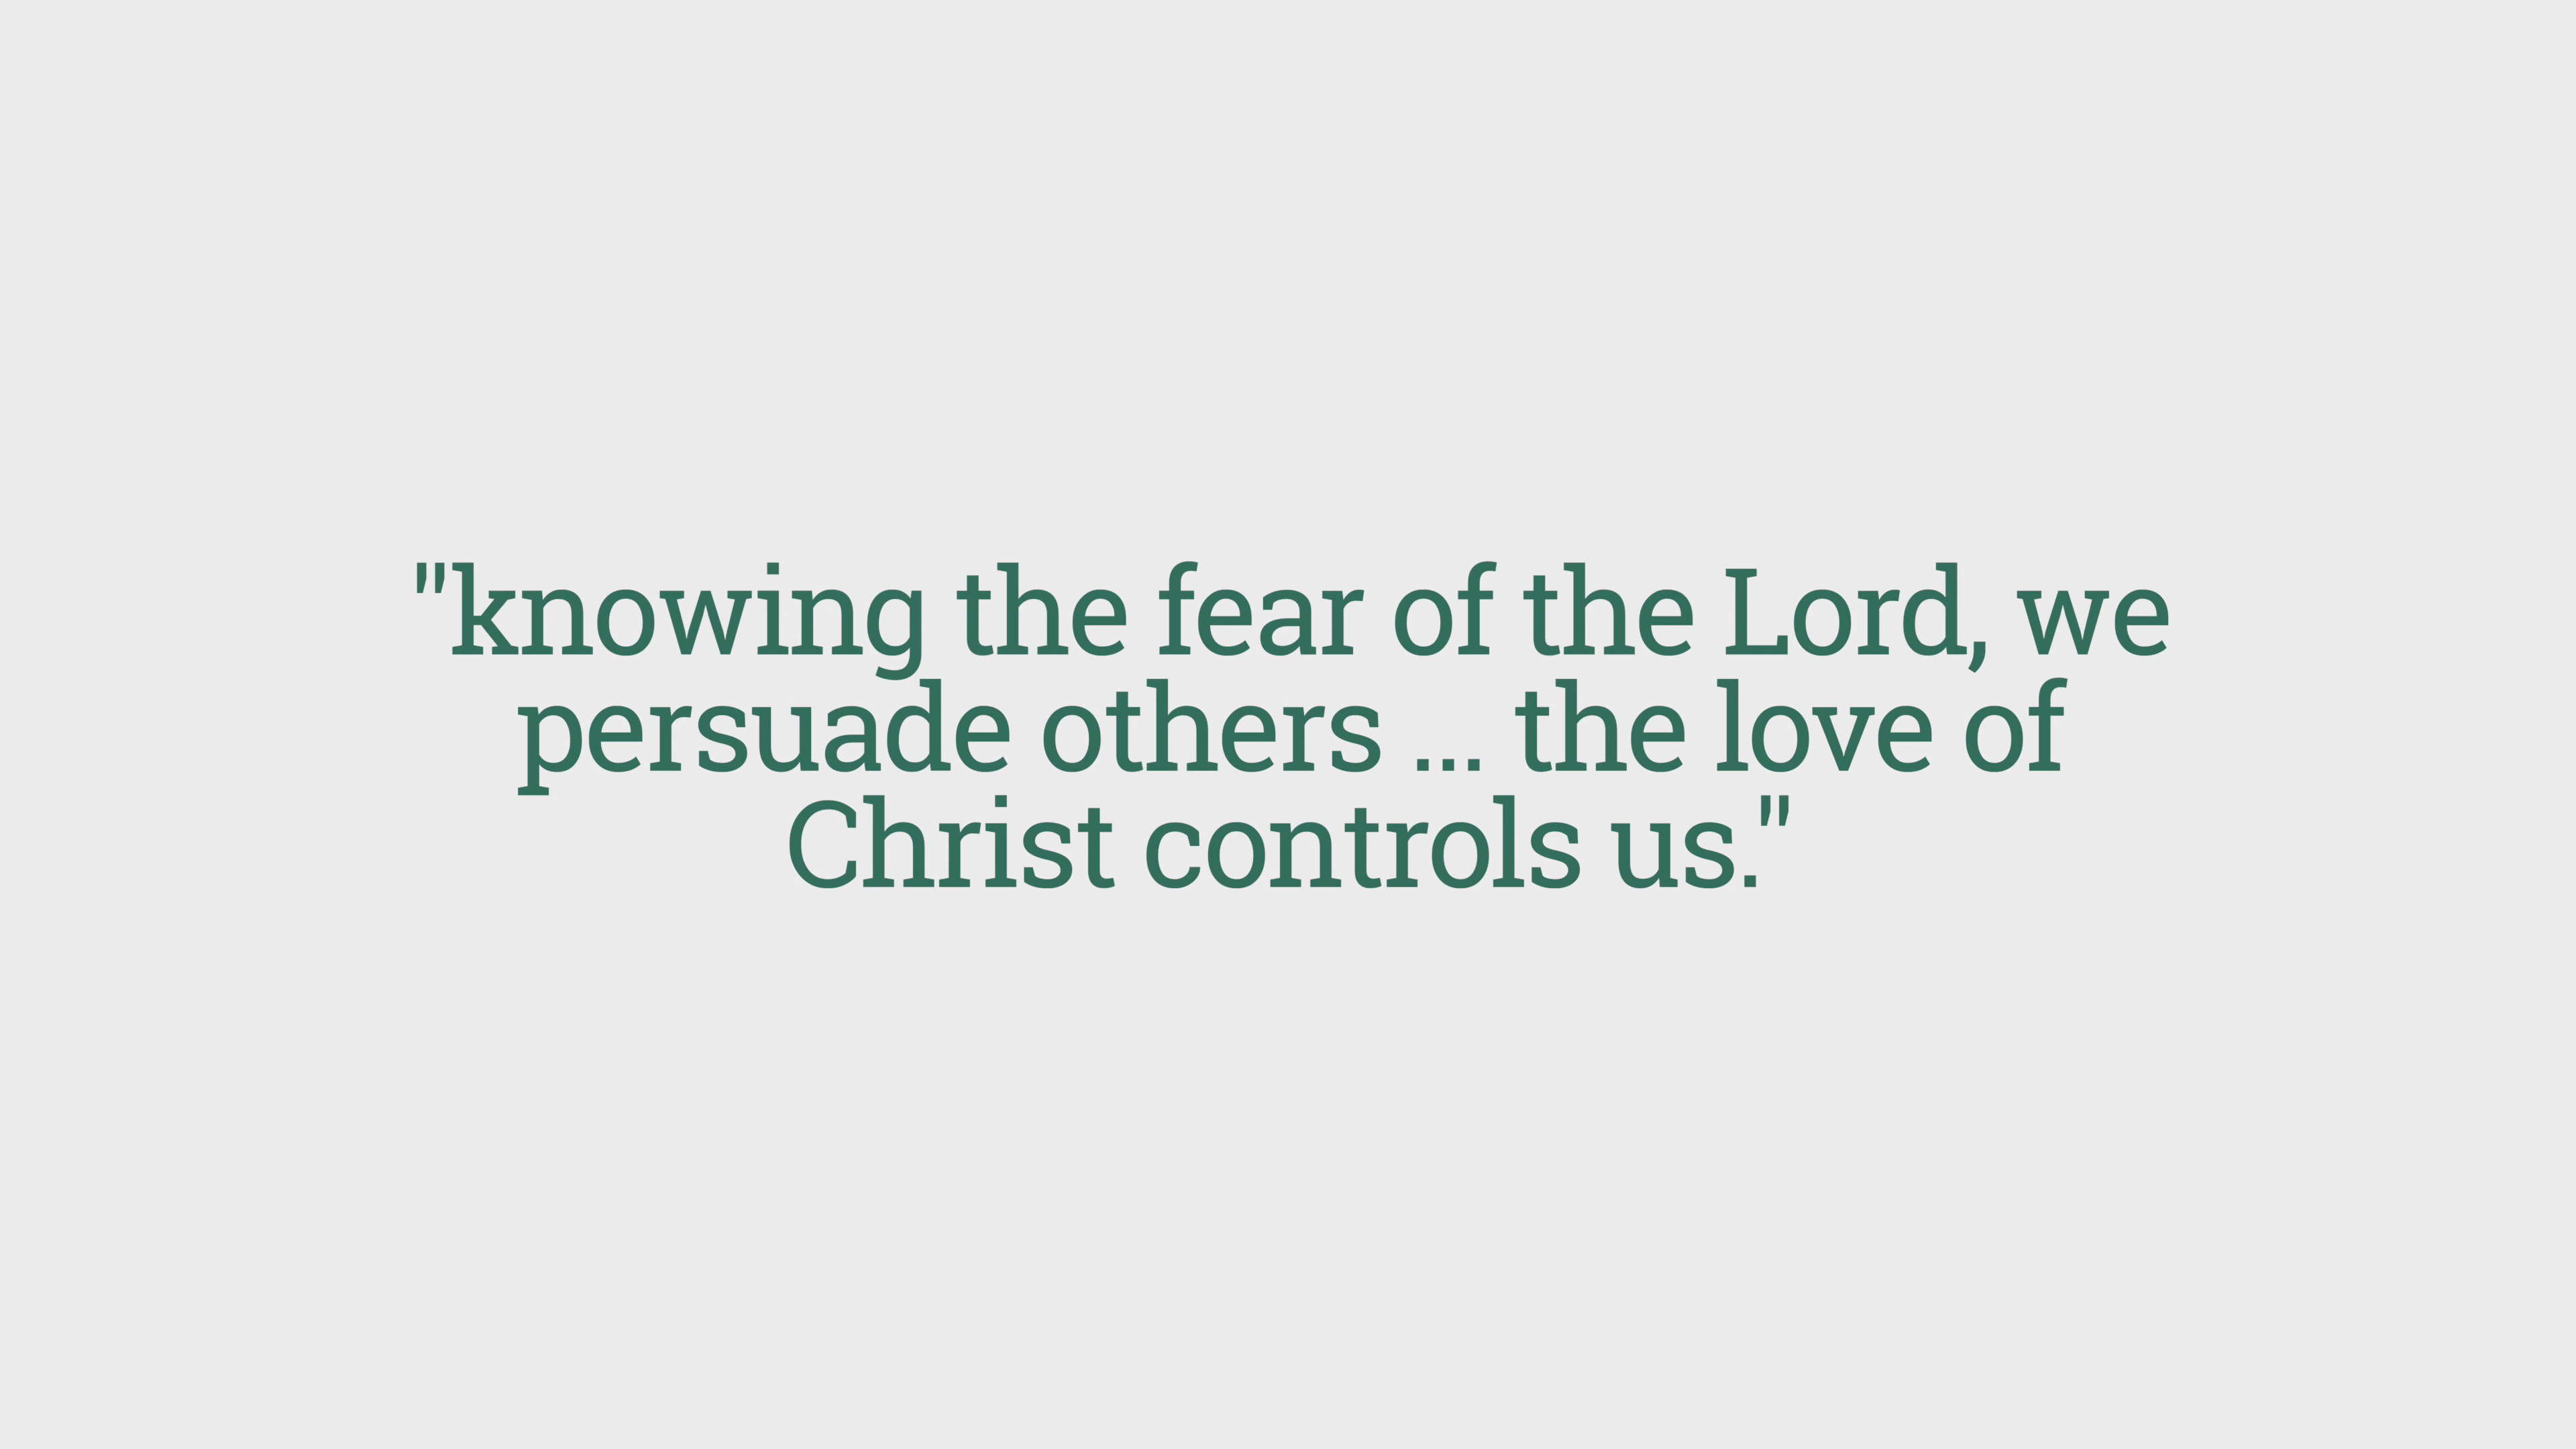 "knowing the fear of the Lord, we
persuade others ... the love of
Christ controls us."